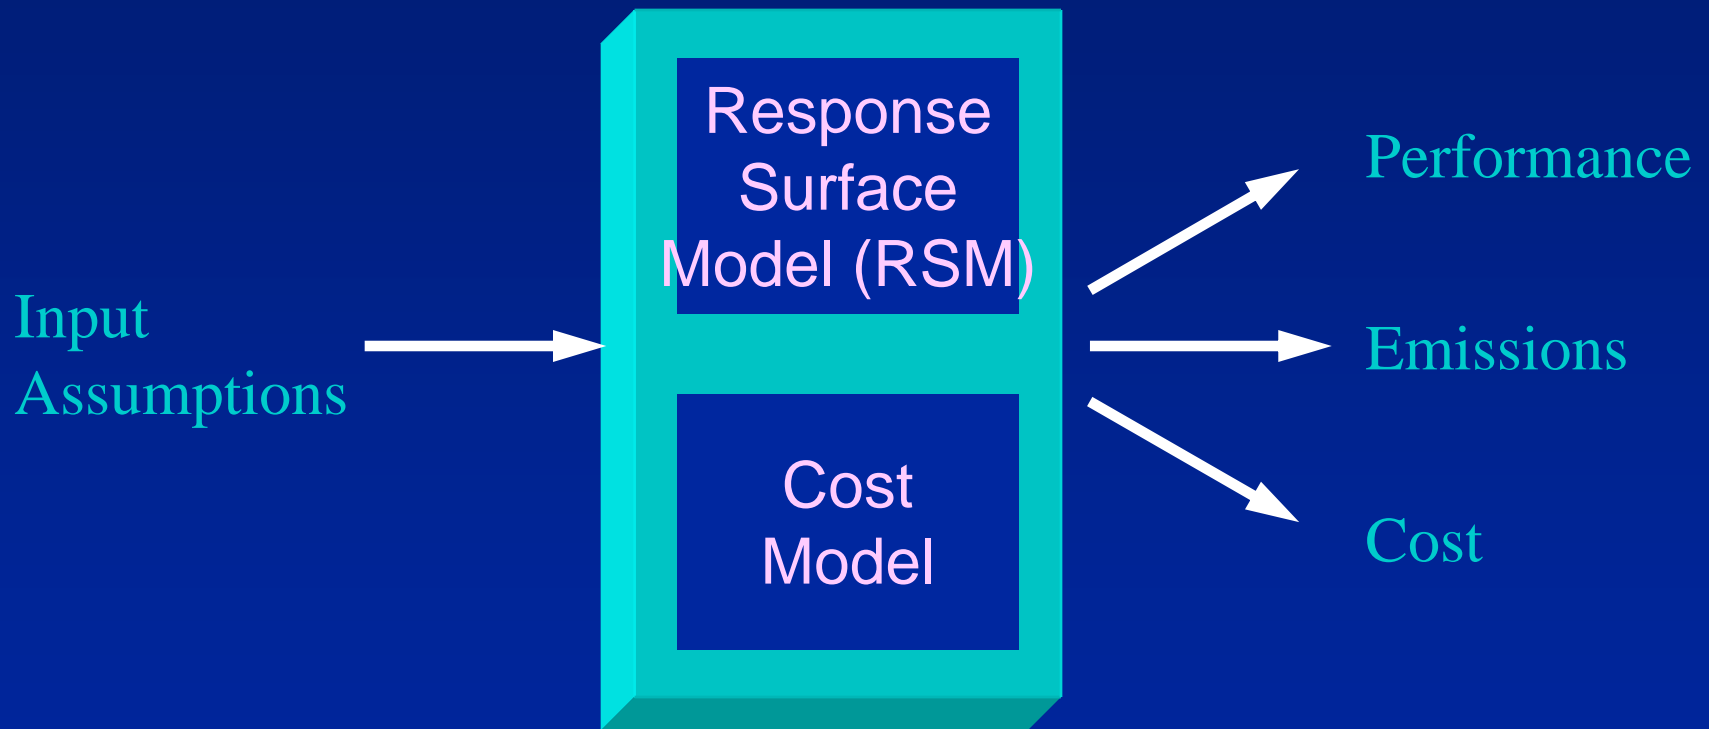 Input
Assumptions
Response
Surface
Model (RSM)
Cost
Model
Performance
Emissions
Cost